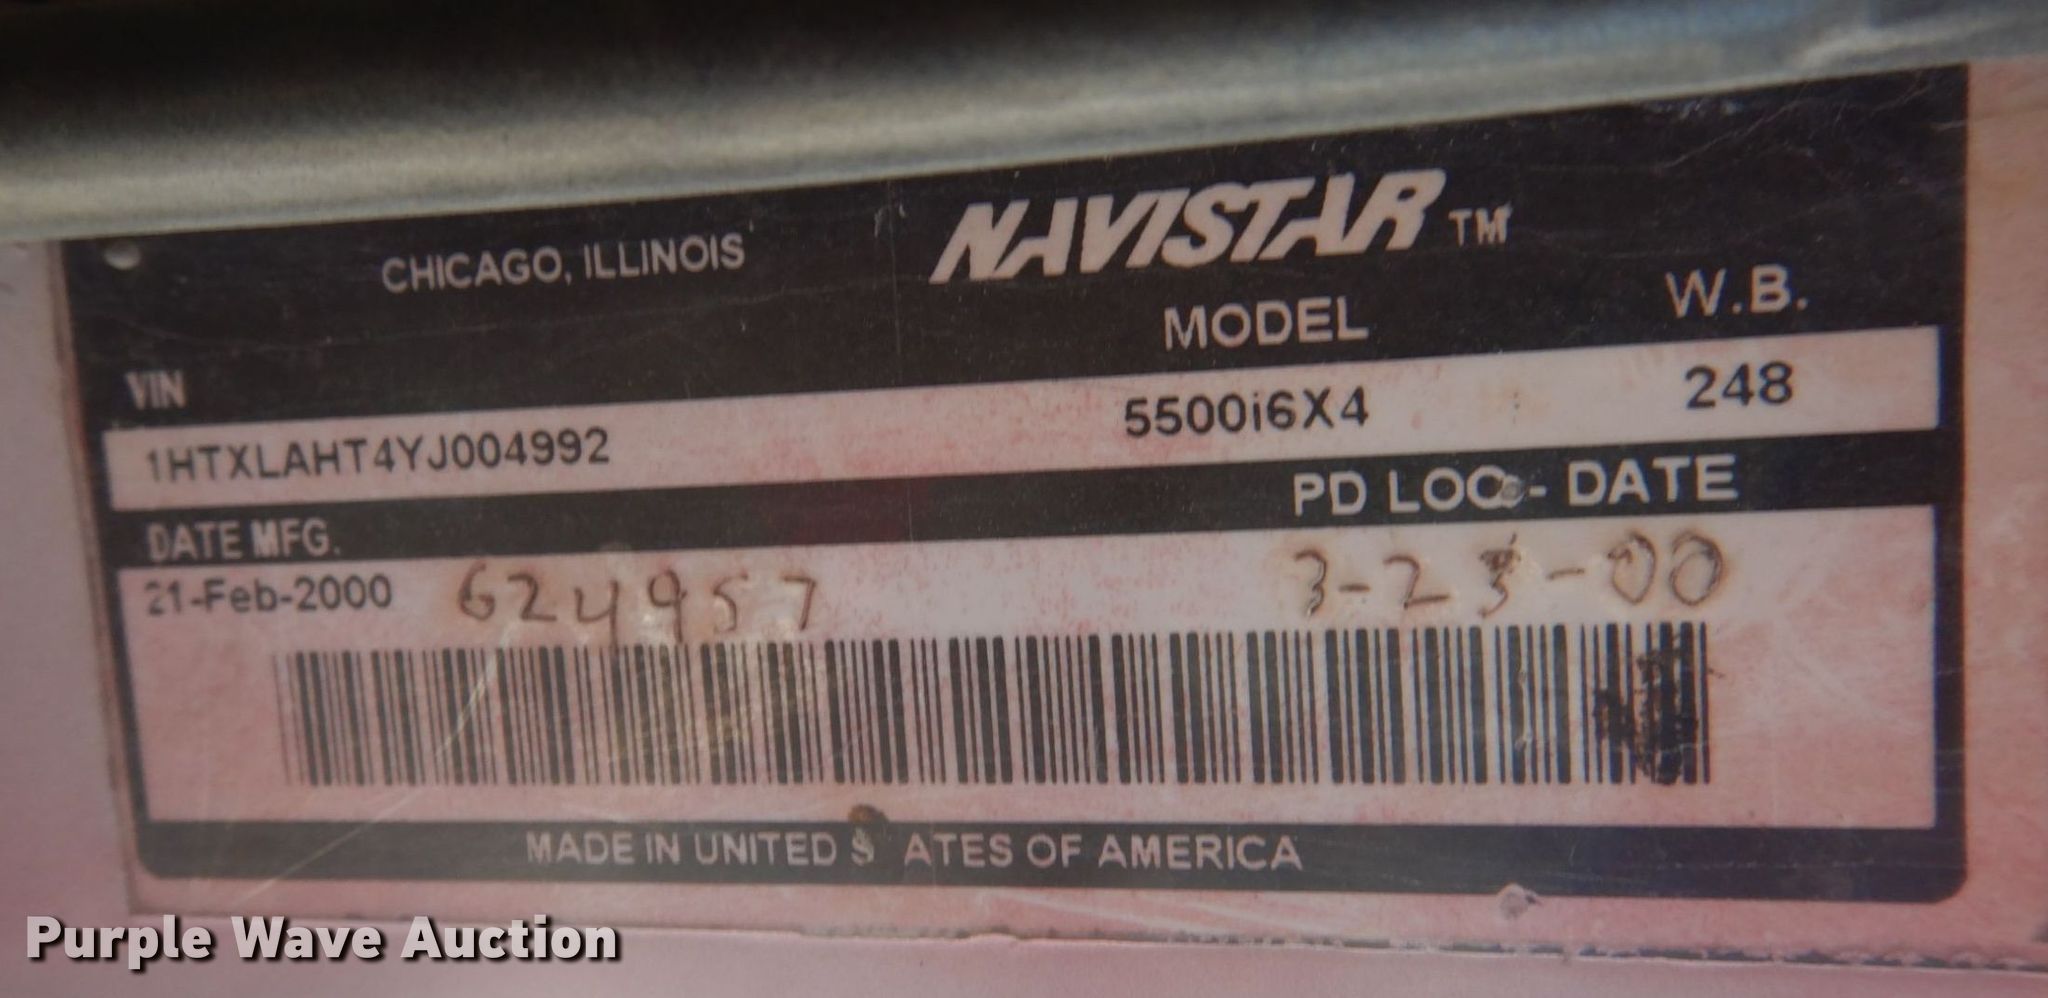 CHICAGO, ILLINOIS NAVISTAR TM
VIN MODEL W.B.
1HTXLAHT4YJ004992 5500i6X4 248
DATE MFG. PD LOC - DATE
21-Feb-2000 624957 3-23-00
MADE IN UNITED S ATES OF AMERICA
Purple Wave Auction